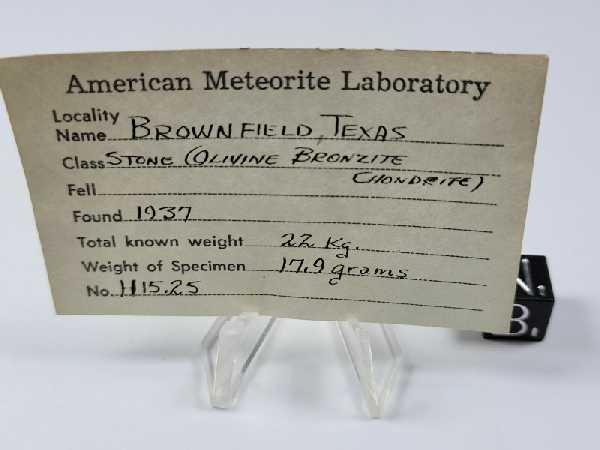 American Meteorite Laboratory
Locality
Name BROWNFIELD, TEXAS
Class STONE (OLIVINE BRONZITE
CHONDRITE)
Fell
Found 1937
Total known weight 22 Kg.
Weight of Specimen 17.9 grams
No. H15.25
N.
B.